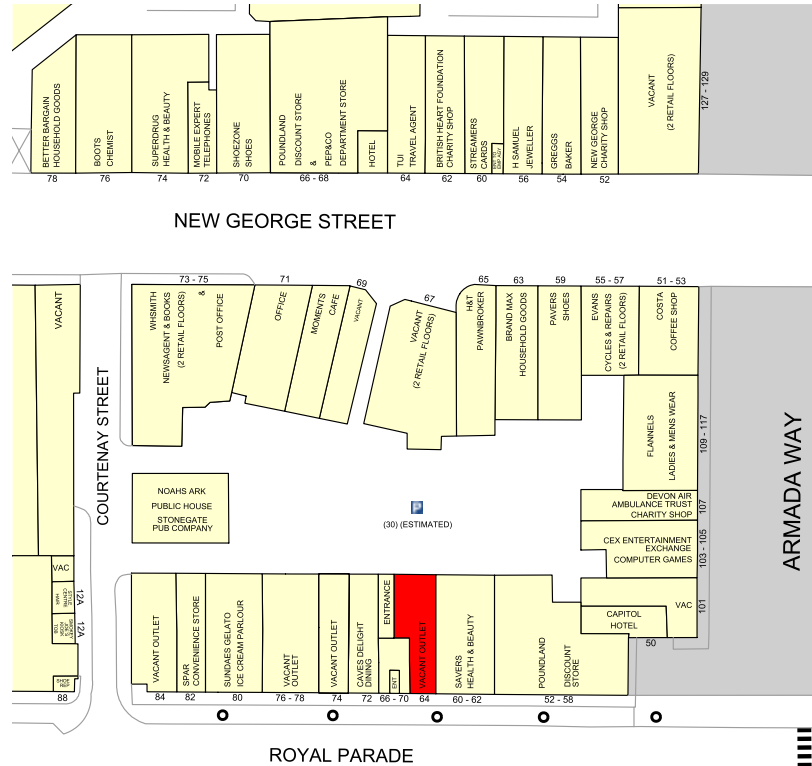 BETTER BARGAIN
HOUSEHOLD GOODS
78
BOOTS
CHEMIST
76
SUPERDRUG
HEALTH & BEAUTY
74
MOBILE EXPERT
TELEPHONES
72
SHOEZONE
SHOES
70
POUNDLAND
DISCOUNT STORE
&
PEP&CO
DEPARTMENT STORE
66 - 68
HOTEL
TUI
TRAVEL AGENT
64
BRITISH HEART FOUNDATION
CHARITY SHOP
62
STREAMERS
CARDS
60
H SAMUEL
JEWELLER
56
GREGGS
BAKER
54
NEW GEORGE
CHARITY SHOP
52
VACANT
(2 RETAIL FLOORS)
127 - 129
NEW GEORGE STREET
VACANT
COURTENAY STREET
73 - 75
WHSMITH
NEWSAGENT & BOOKS
(2 RETAIL FLOORS)
&
POST OFFICE
71
OFFICE
MOMENTS
CAFE
69
VACANT
67
VACANT
(2 RETAIL FLOORS)
65
H&T
PAWNBROKER
63
BRAND MAX
HOUSEHOLD GOODS
59
PAVERS
SHOES
55 - 57
EVANS
CYCLES & REPAIRS
(2 RETAIL FLOORS)
51 - 53
COSTA
COFFEE SHOP
FLANNELS
LADIES & MENS WEAR
109 - 117
ARMADA WAY
NOAHS ARK
PUBLIC HOUSE
STONEGATE
PUB COMPANY
P
(30) (ESTIMATED)
DEVON AIR
AMBULANCE TRUST
CHARITY SHOP
107
CEX ENTERTAINMENT
EXCHANGE
COMPUTER GAMES
103 - 105
VAC
101
CAPITOL
HOTEL
50
VAC
STYLE
CENTRE
HAIR
12A
SMOKEY
JOE'S
KIOSK
TOB
12A
SHOE
REP
88
VACANT OUTLET
84
SPAR
CONVENIENCE STORE
82
SUNDAES GELATO
ICE CREAM PARLOUR
80
VACANT
OUTLET
76 - 78
VACANT OUTLET
74
CAVES DELIGHT
DINING
72
ENTRANCE
ENT
66 - 70
VACANT OUTLET
64
SAVERS
HEALTH & BEAUTY
60 - 62
POUNDLAND
DISCOUNT
STORE
52 - 58
ROYAL PARADE